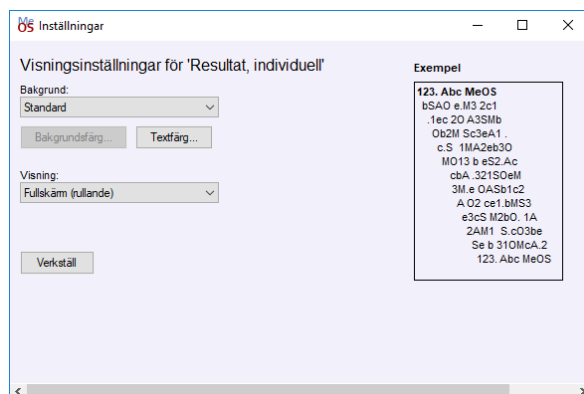 MeOS Inställningar
Visningsinställningar för 'Resultat, individuell'
Bakgrund:
Standard
Bakgrundsfärg... Textfärg...
Visning:
Fullskärm (rullande)
Verkställ
Exempel
123. Abc MeOS
bSAO e.M3 2c1
.1ec 2O A3SMb
Ob2M Sc3eA1 .
c.S 1MA2eb3O
MO13 b eS2.Ac
cbA .321SOeM
3M.e OASb1c2
A O2 ce1.bMS3
e3cS M2bO. 1A
2AM1 S.cO3be
Se b 31OMcA.2
123. Abc MeOS